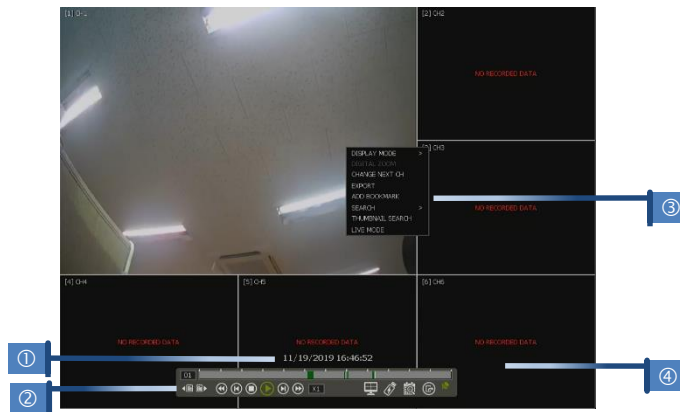 [1] CH1
[2] CH2
NO RECORDED DATA
[3] CH3
NO RECORDED DATA
DISPLAY MODE >
DIGITAL ZOOM
CHANGE NEXT CH
EXPORT
ADD BOOKMARK
SEARCH >
THUMBNAIL SEARCH
LIVE MODE
③
[4] CH4
[5] CH5
[6] CH6
NO RECORDED DATA
NO RECORDED DATA
NO RECORDED DATA
①
11/19/2019 16:46:52
④
01
②
X1